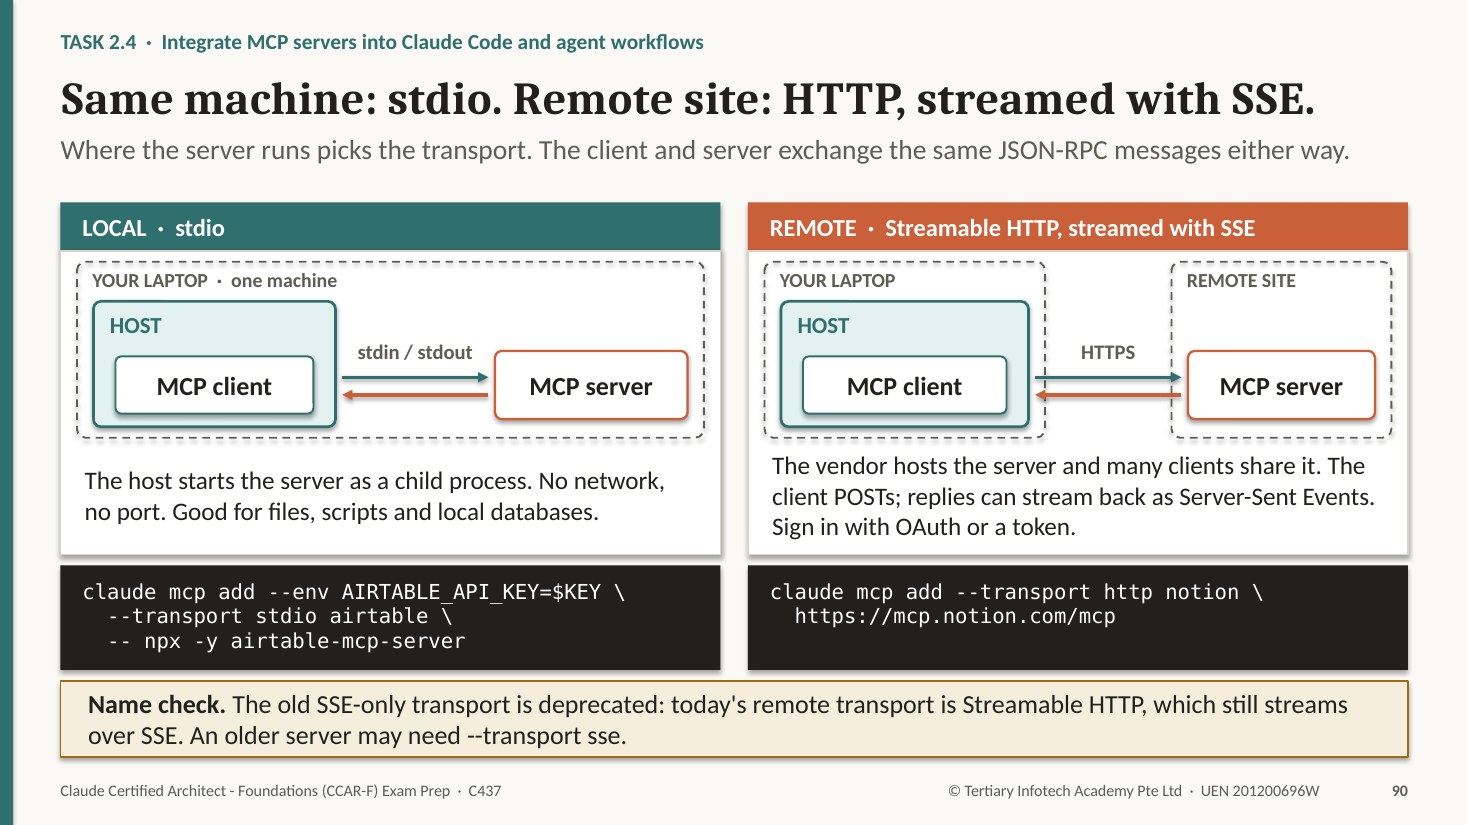 TASK 2.4 · Integrate MCP servers into Claude Code and agent workflows
Same machine: stdio. Remote site: HTTP, streamed with SSE.
Where the server runs picks the transport. The client and server exchange the same JSON-RPC messages either way.
LOCAL · stdio
YOUR LAPTOP · one machine
HOST
MCP client
stdin / stdout
MCP server
The host starts the server as a child process. No network,
no port. Good for files, scripts and local databases.
claude mcp add --env AIRTABLE_API_KEY=$KEY \
--transport stdio airtable \
-- npx -y airtable-mcp-server
REMOTE · Streamable HTTP, streamed with SSE
YOUR LAPTOP
HOST
MCP client
HTTPS
REMOTE SITE
MCP server
The vendor hosts the server and many clients share it. The
client POSTs; replies can stream back as Server-Sent Events.
Sign in with OAuth or a token.
claude mcp add --transport http notion \
https://mcp.notion.com/mcp
Name check. The old SSE-only transport is deprecated: today's remote transport is Streamable HTTP, which still streams
over SSE. An older server may need --transport sse.
Claude Certified Architect - Foundations (CCAR-F) Exam Prep · C437
© Tertiary Infotech Academy Pte Ltd · UEN 201200696W
90